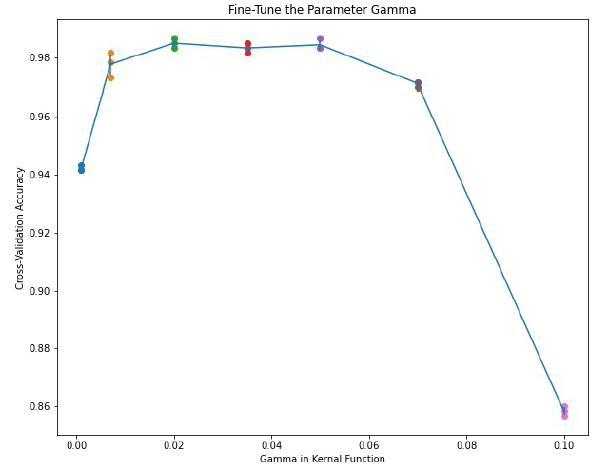 Fine-Tune the Parameter Gamma
Cross-Validation Accuracy
0.98
0.96
0.94
0.92
0.90
0.88
0.86
0.00 0.02 0.04 0.06 0.08 0.10
Gamma in Kernal Function